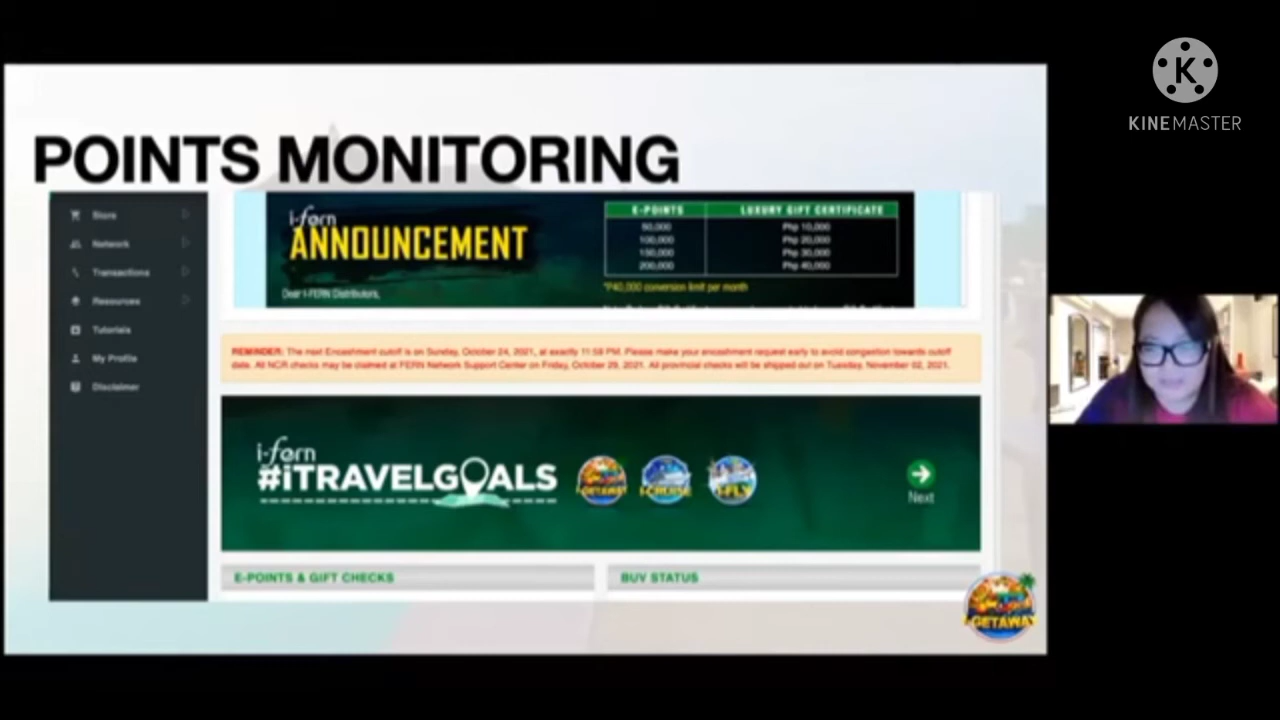 K
KINEMASTER
POINTS MONITORING
Store
Network
Transactions
Resources
Tutorials
My Profile
Disclaimer
i-fern
ANNOUNCEMENT
Dear I-FERN Distributors,
E-POINTS LUXURY GIFT CERTIFICATE
50,000 Php 10,000
100,000 Php 20,000
150,000 Php 30,000
200,000 Php 40,000
*P40,000 conversion limit per month
REMINDER: The next Encashment cutoff is on Sunday, October 24, 2021, at exactly 11:59 PM. Please make your encashment request early to avoid congestion towards cutoff
date. All NCR checks may be claimed at FERN Network Support Center on Friday, October 29, 2021. All provincial checks will be shipped out on Tuesday, November 02, 2021.
i-fern
#iTRAVELGOALS
I-GETAWAY
I-CRUISE
I-FLY
Next
E-POINTS & GIFT CHECKS
BUV STATUS
I-GETAWAY